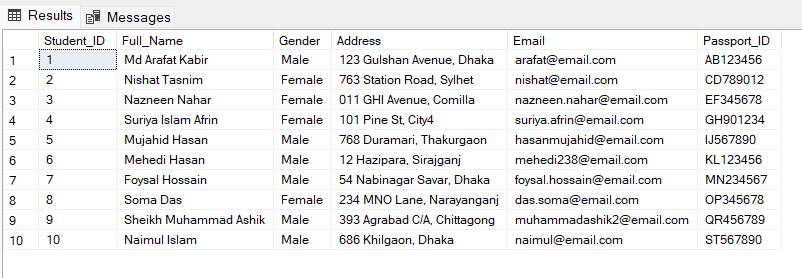 Results Messages
Student_ID Full_Name Gender Address Email Passport_ID
1 1 Md Arafat Kabir Male 123 Gulshan Avenue, Dhaka arafat@email.com AB123456
2 2 Nishat Tasnim Female 763 Station Road, Sylhet nishat@email.com CD789012
3 3 Nazneen Nahar Female 011 GHI Avenue, Comilla nazneen.nahar@email.com EF345678
4 4 Suriya Islam Afrin Female 101 Pine St, City4 suriya.afrin@email.com GH901234
5 5 Mujahid Hasan Male 768 Duramari, Thakurgaon hasanmujahid@email.com IJ567890
6 6 Mehedi Hasan Male 12 Hazipara, Sirajganj mehedi238@email.com KL123456
7 7 Foysal Hossain Male 54 Nabinagar Savar, Dhaka foysal.hossain@email.com MN234567
8 8 Soma Das Female 234 MNO Lane, Narayanganj das.soma@email.com OP345678
9 9 Sheikh Muhammad Ashik Male 393 Agrabad C/A, Chittagong muhammadashik2@email.com QR456789
10 10 Naimul Islam Male 686 Khilgaon, Dhaka naimul@email.com ST567890